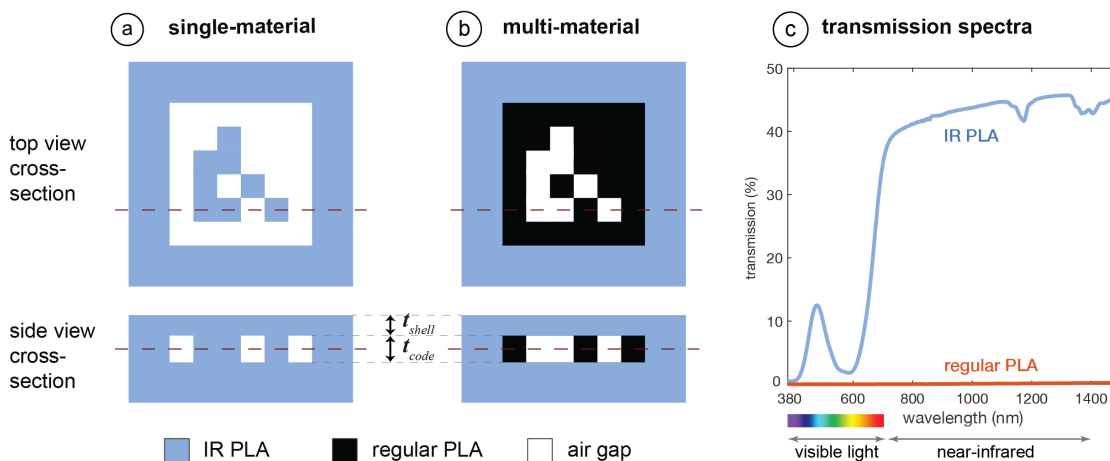 a single-material
b multi-material
c transmission spectra
top view
cross-
section
side view
cross-
section
t shell
t code
IR PLA
regular PLA
air gap
transmission (%)
50
40
30
20
10
0
IR PLA
regular PLA
380
600
800
1000
1200
1400
wavelength (nm)
visible light
near-infrared